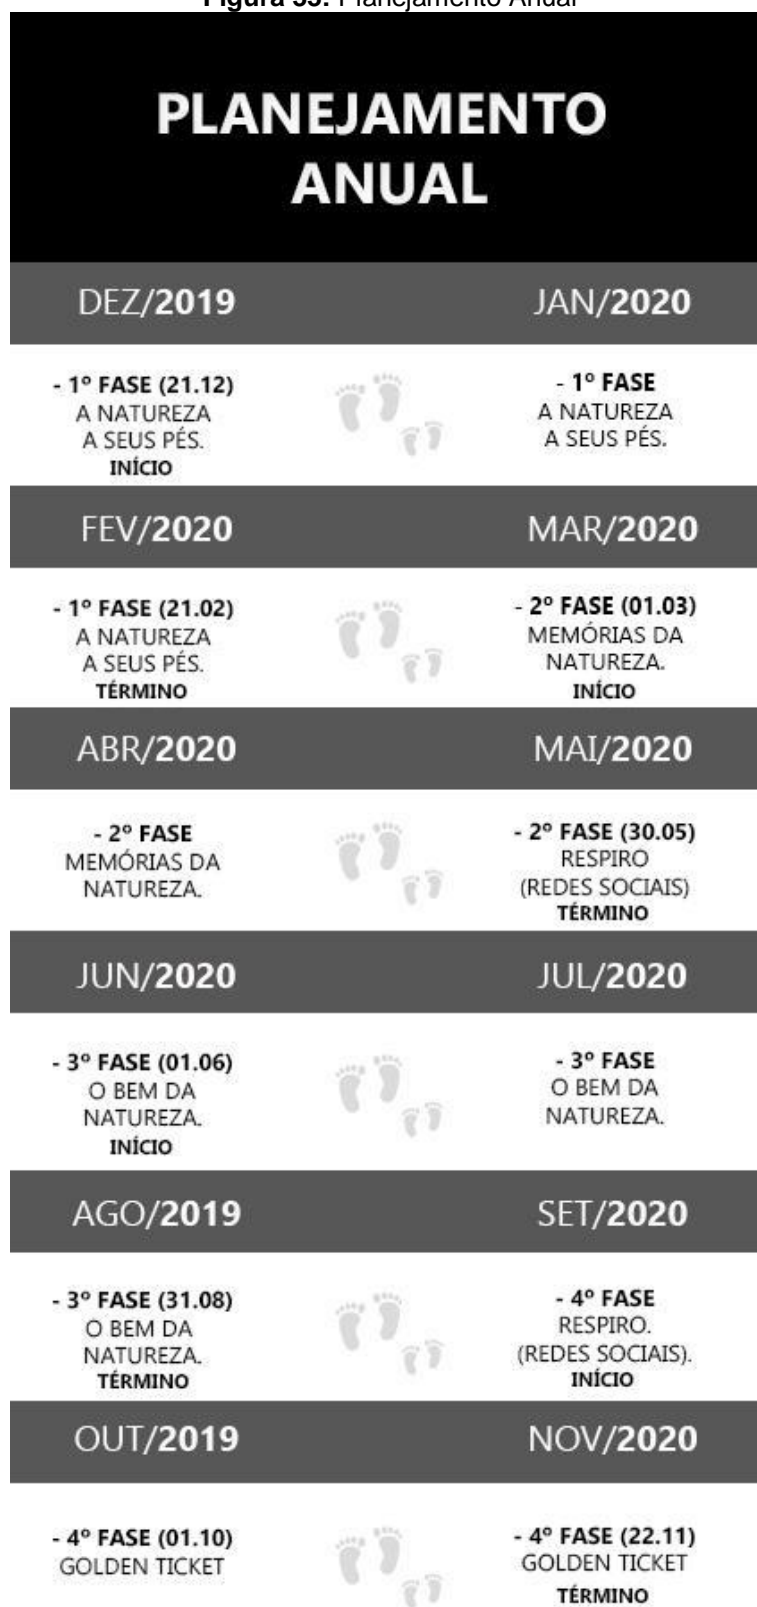 Figura 33: Planejamento Anual
PLANEJAMENTO
ANUAL
DEZ/2019
JAN/2020
- 1º FASE (21.12)
A NATUREZA
A SEUS PÉS.
INÍCIO
- 1º FASE
A NATUREZA
A SEUS PÉS.
FEV/2020
MAR/2020
- 1º FASE (21.02)
A NATUREZA
A SEUS PÉS.
TÉRMINO
- 2º FASE (01.03)
MEMÓRIAS DA
NATUREZA.
INÍCIO
ABR/2020
MAI/2020
- 2º FASE
MEMÓRIAS DA
NATUREZA.
- 2º FASE (30.05)
RESPIRO
(REDES SOCIAIS)
TÉRMINO
JUN/2020
JUL/2020
- 3º FASE (01.06)
O BEM DA
NATUREZA.
INÍCIO
- 3º FASE
O BEM DA
NATUREZA.
AGO/2019
SET/2020
- 3º FASE (31.08)
O BEM DA
NATUREZA.
TÉRMINO
- 4º FASE
RESPIRO.
(REDES SOCIAIS).
INÍCIO
OUT/2019
NOV/2020
- 4º FASE (01.10)
GOLDEN TICKET
- 4º FASE (22.11)
GOLDEN TICKET
TÉRMINO